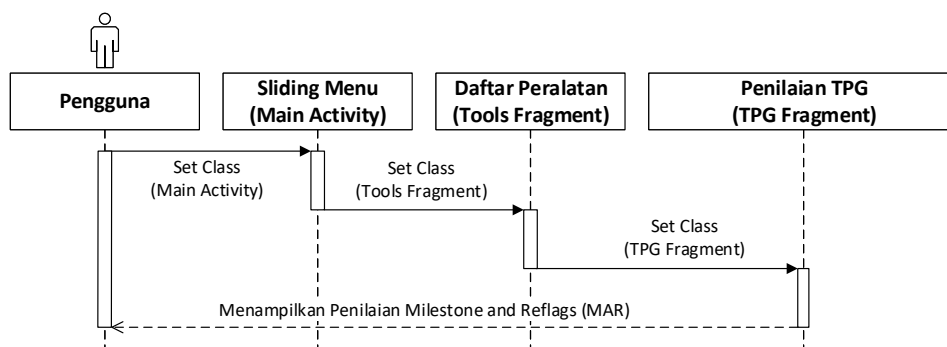 Pengguna
Sliding Menu
(Main Activity)
Daftar Peralatan
(Tools Fragment)
Penilaian TPG
(TPG Fragment)
Set Class
(Main Activity)
Set Class
(Tools Fragment)
Set Class
(TPG Fragment)
Menampilkan Penilaian Milestone and Reflags (MAR)